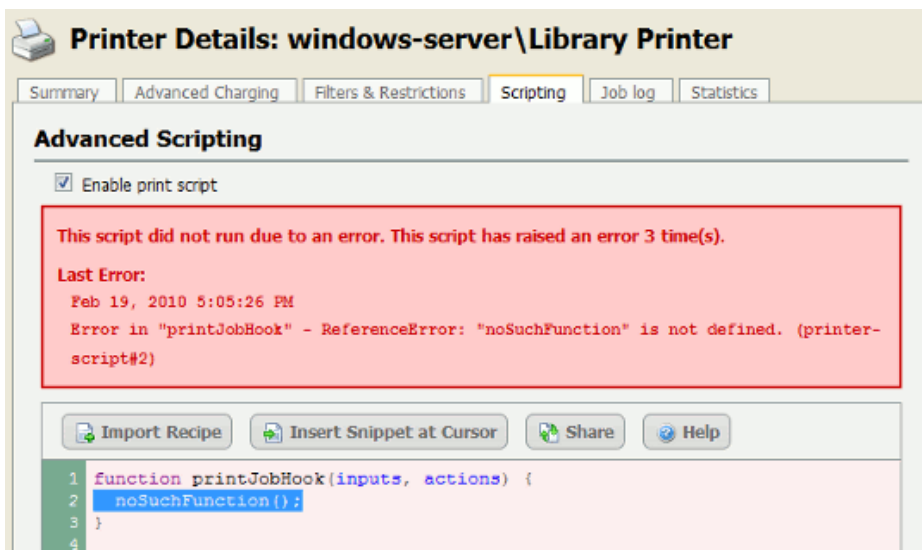 Printer Details: windows-server\Library Printer
Summary Advanced Charging Filters & Restrictions Scripting Job log Statistics
Advanced Scripting
Enable print script
This script did not run due to an error. This script has raised an error 3 time(s).
Last Error:
Feb 19, 2010 5:05:26 PM
Error in "printJobHook" - ReferenceError: "noSuchFunction" is not defined. (printer-
script#2)
Import Recipe Insert Snippet at Cursor Share Help
1 function printJobHook(inputs, actions) {
2 noSuchFunction();
3 }
4